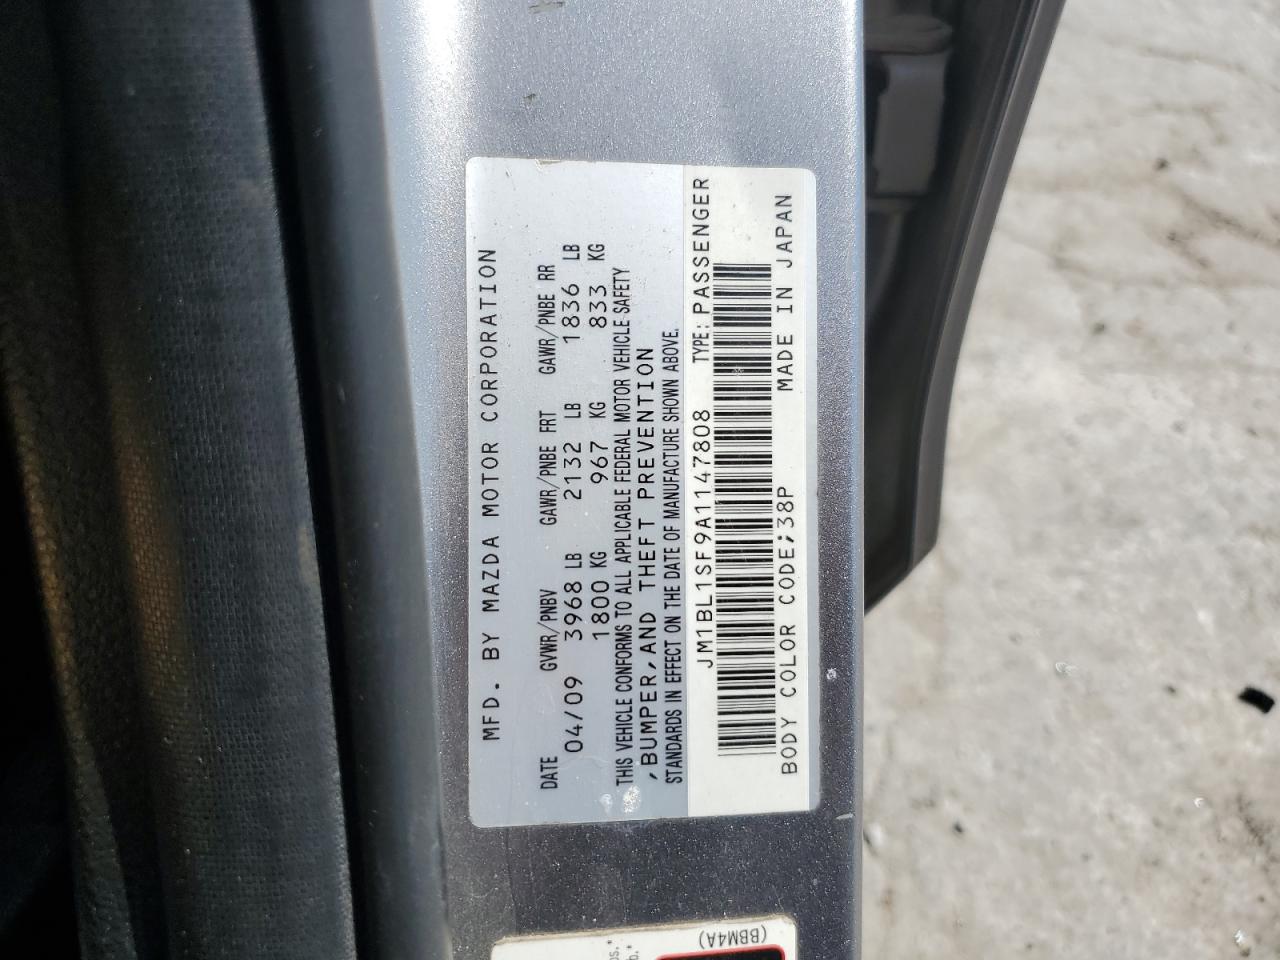 MFD. BY MAZDA MOTOR CORPORATION
DATE GVWR/PNBV GAWR/PNBE FRT GAWR/PNBE RR
04/09 3968 LB 2132 LB 1836 LB
1800 KG 967 KG 833 KG
THIS VEHICLE CONFORMS TO ALL APPLICABLE FEDERAL MOTOR VEHICLE SAFETY
,BUMPER,AND THEFT PREVENTION
STANDARDS IN EFFECT ON THE DATE OF MANUFACTURE SHOWN ABOVE.
JM1BL1SF9A1147808 TYPE: PASSENGER
BODY COLOR CODE;38P MADE IN JAPAN
(BBM4A)